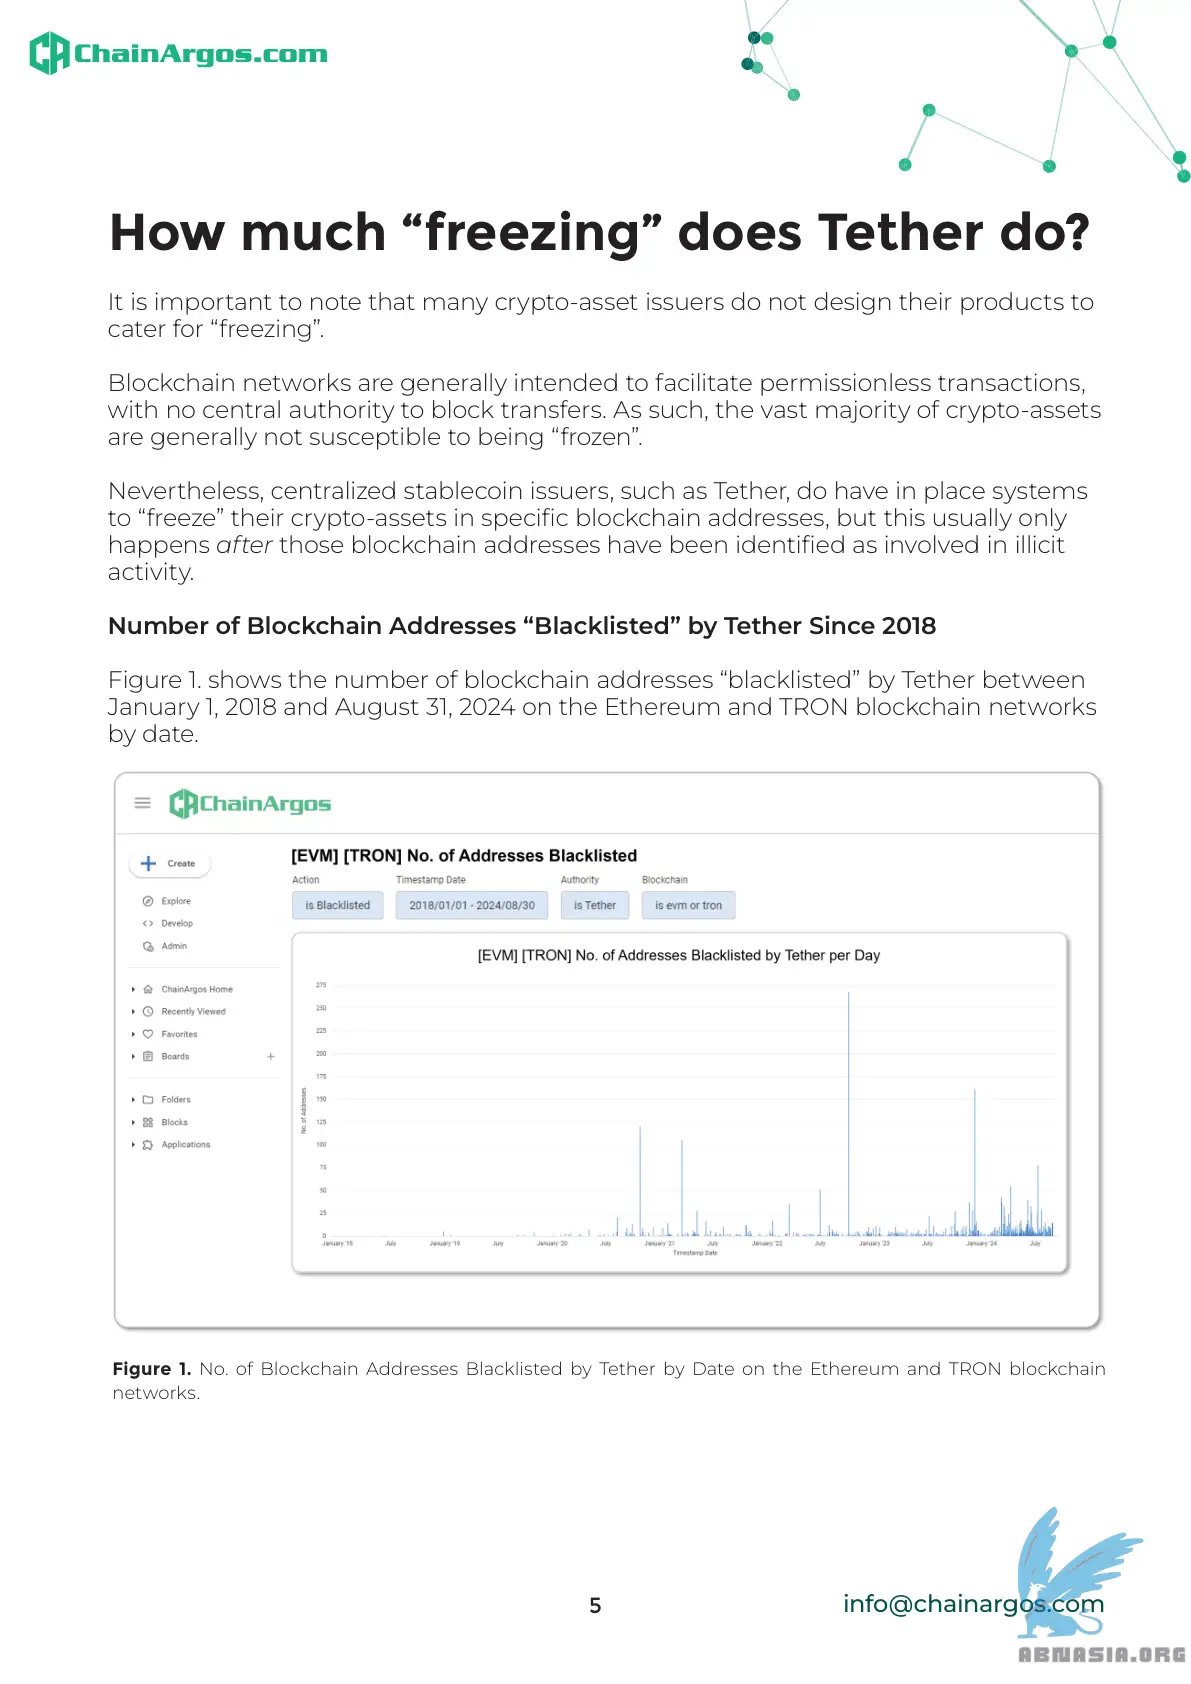 ChainArgos.com
How much “freezing” does Tether do?
It is important to note that many crypto-asset issuers do not design their products to
cater for “freezing”.
Blockchain networks are generally intended to facilitate permissionless transactions,
with no central authority to block transfers. As such, the vast majority of crypto-assets
are generally not susceptible to being “frozen”.
Nevertheless, centralized stablecoin issuers, such as Tether, do have in place systems
to “freeze” their crypto-assets in specific blockchain addresses, but this usually only
happens after those blockchain addresses have been identified as involved in illicit
activity.
Number of Blockchain Addresses “Blacklisted” by Tether Since 2018
Figure 1. shows the number of blockchain addresses “blacklisted” by Tether between
January 1, 2018 and August 31, 2024 on the Ethereum and TRON blockchain networks
by date.
ChainArgos
Create
Explore
Develop
Admin
ChainArgos Home
Recently Viewed
Favorites
Boards
Folders
Blocks
Applications
[EVM] [TRON] No. of Addresses Blacklisted
Action Timestamp Date Authority Blockchain
is Blacklisted 2018/01/01 - 2024/08/30 is Tether is evm or tron
[EVM] [TRON] No. of Addresses Blacklisted by Tether per Day
No. of Addresses
275
250
225
200
175
150
125
100
75
50
25
0
January '18 July January '19 July January '20 July January '21 July January '22 July January '23 July January '24 July
Timestamp Date
Figure 1. No. of Blockchain Addresses Blacklisted by Tether by Date on the Ethereum and TRON blockchain
networks.
5
info@chainargos.com
ABNASIA.ORG